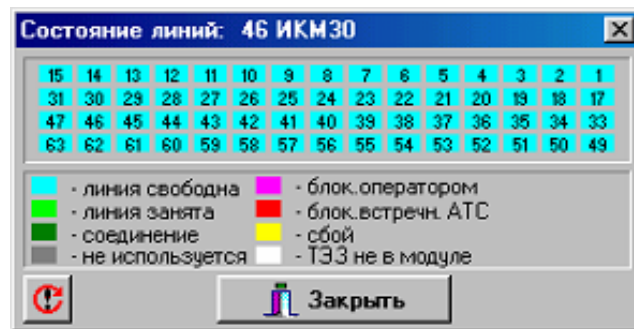 Состояние линий: 46 ИКМ30
15 14 13 12 11 10 9 8 7 6 5 4 3 2 1
31 30 29 28 27 26 25 24 23 22 21 20 19 18 17
47 46 45 44 43 42 41 40 39 38 37 36 35 34 33
63 62 61 60 59 58 57 56 55 54 53 52 51 50 49
- линия свободна
- линия занята
- соединение
- не используется
- блок.оператором
- блок.встречн. АТС
- сбой
- ТЭЗ не в модуле
Закрыть